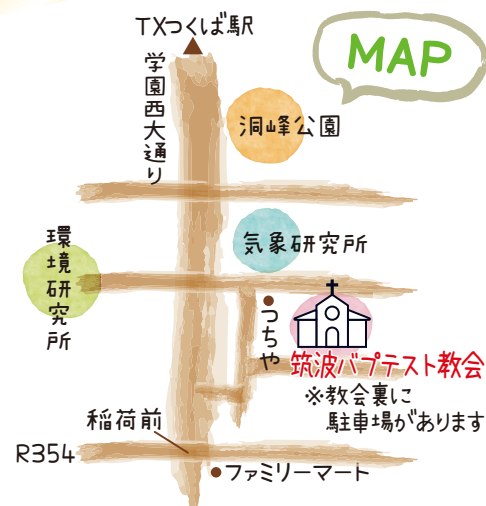 TXつくば駅
MAP
学園西大通り
洞峰公園
環境研究所
気象研究所
つちや
筑波バプテスト教会
※教会裏に
駐車場があります
稲荷前
R354
ファミリーマート